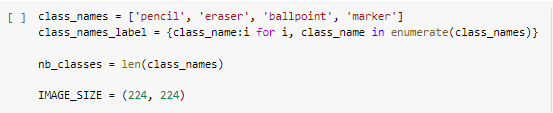 [ ] class_names = ['pencil', 'eraser', 'ballpoint', 'marker']
class_names_label = {class_name:i for i, class_name in enumerate(class_names)}
nb_classes = len(class_names)
IMAGE_SIZE = (224, 224)